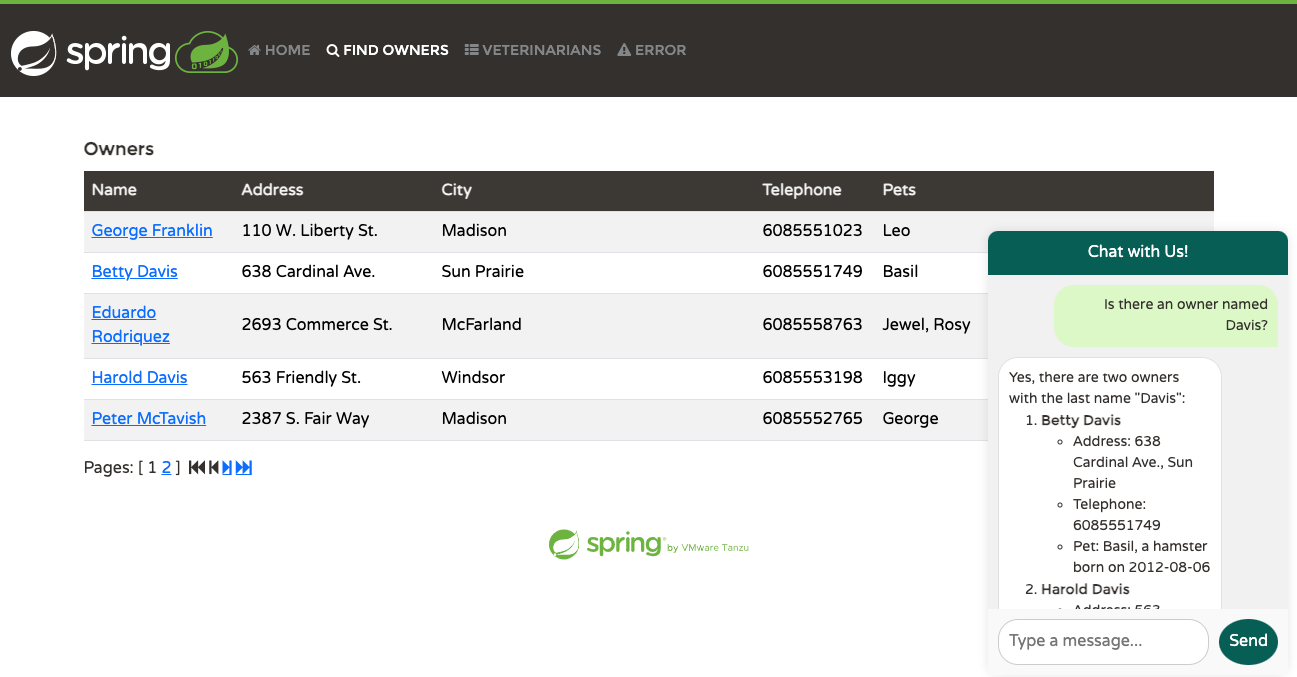 spring HOME FIND OWNERS VETERINARIANS ERROR
Owners
Name Address City Telephone Pets
George Franklin 110 W. Liberty St. Madison 6085551023 Leo
Betty Davis 638 Cardinal Ave. Sun Prairie 6085551749 Basil
Eduardo
Rodriquez 2693 Commerce St. McFarland 6085558763 Jewel, Rosy
Harold Davis 563 Friendly St. Windsor 6085553198 Iggy
Peter McTavish 2387 S. Fair Way Madison 6085552765 George
Pages: [ 1 2 ]
spring by VMware Tanzu
Chat with Us!
Is there an owner named
Davis?
Yes, there are two owners
with the last name "Davis":
1. Betty Davis
Address: 638
Cardinal Ave., Sun
Prairie
Telephone:
6085551749
Pet: Basil, a hamster
born on 2012-08-06
2. Harold Davis
Address: 563
Type a message...
Send